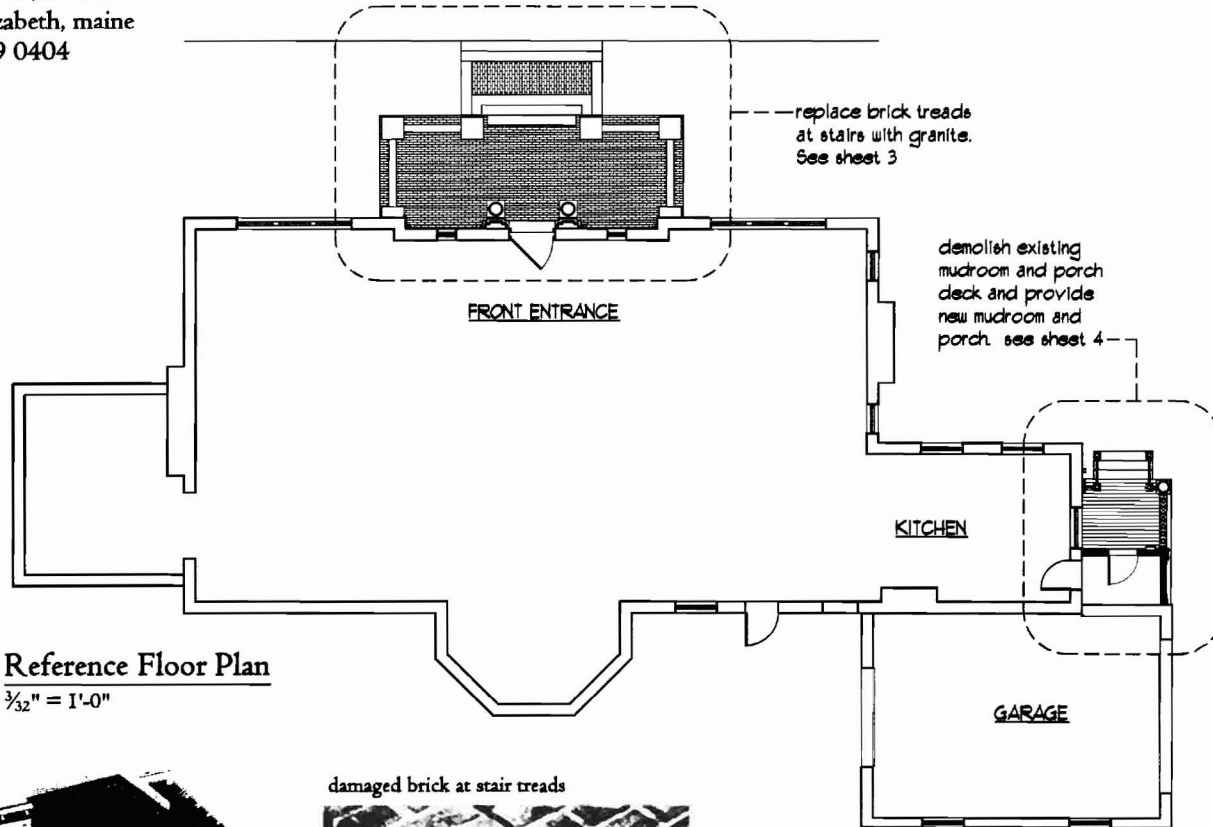 zabeth, maine
9 0404
replace brick treads
at stairs with granite.
See sheet 3
demolish existing
mudroom and porch
deck and provide
new mudroom and
porch. see sheet 4
FRONT ENTRANCE
KITCHEN
Reference Floor Plan
3/32" = 1'-0"
GARAGE
damaged brick at stair treads